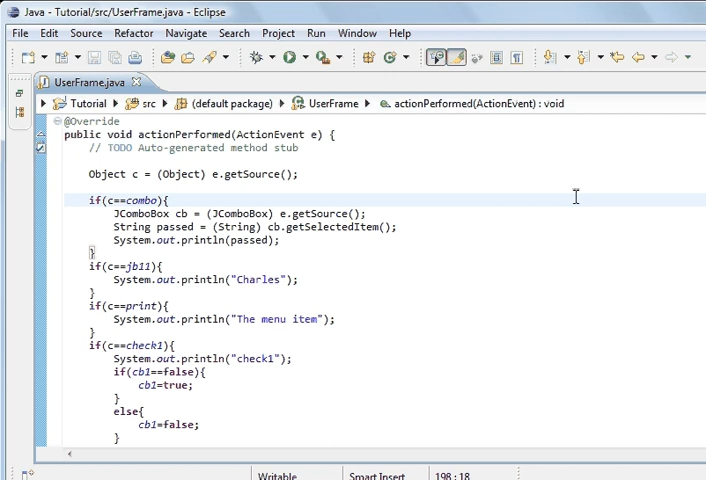 Java - Tutorial/src/UserFrame.java - Eclipse
File Edit Source Refactor Navigate Search Project Run Window Help
UserFrame.java
Tutorial src (default package) UserFrame actionPerformed(ActionEvent) : void
@Override
public void actionPerformed(ActionEvent e) {
// TODO Auto-generated method stub
Object c = (Object) e.getSource();
if(c==combo){
JComboBox cb = (JComboBox) e.getSource();
String passed = (String) cb.getSelectedItem();
System.out.println(passed);
}
if(c==jb11){
System.out.println("Charles");
}
if(c==print){
System.out.println("The menu item");
}
if(c==check1){
System.out.println("check1");
if(cb1==false){
cb1=true;
}
else{
cb1=false;
}
Writable Smart Insert 198 : 18